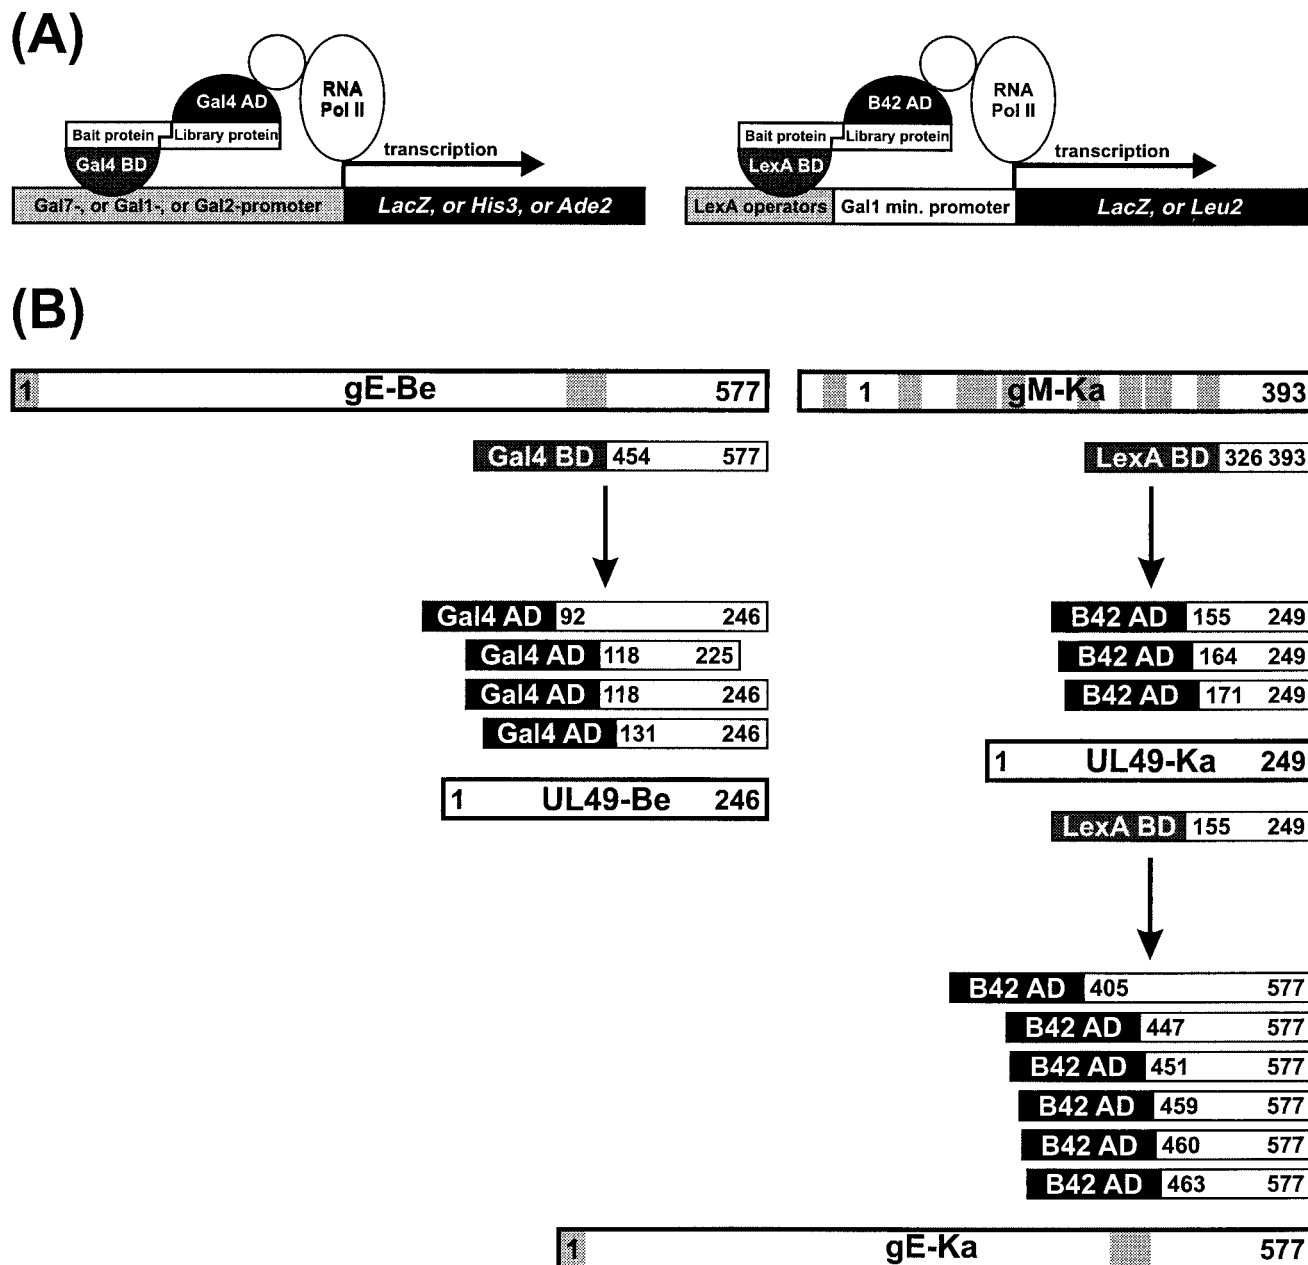 (A)
Gal4 AD
RNA
Pol II
Bait protein
Library protein
Gal4 BD
transcription
Gal7-, or Gal1-, or Gal2-promoter
LacZ, or His3, or Ade2
B42 AD
RNA
Pol II
Bait protein
Library protein
LexA BD
transcription
LexA operators
Gal1 min. promoter
LacZ, or Leu2
(B)
1 gE-Be 577
Gal4 BD 454 577
Gal4 AD 92 246
Gal4 AD 118 225
Gal4 AD 118 246
Gal4 AD 131 246
1 UL49-Be 246
1 gM-Ka 393
LexA BD 326 393
B42 AD 155 249
B42 AD 164 249
B42 AD 171 249
1 UL49-Ka 249
LexA BD 155 249
B42 AD 405 577
B42 AD 447 577
B42 AD 451 577
B42 AD 459 577
B42 AD 460 577
B42 AD 463 577
1 gE-Ka 577